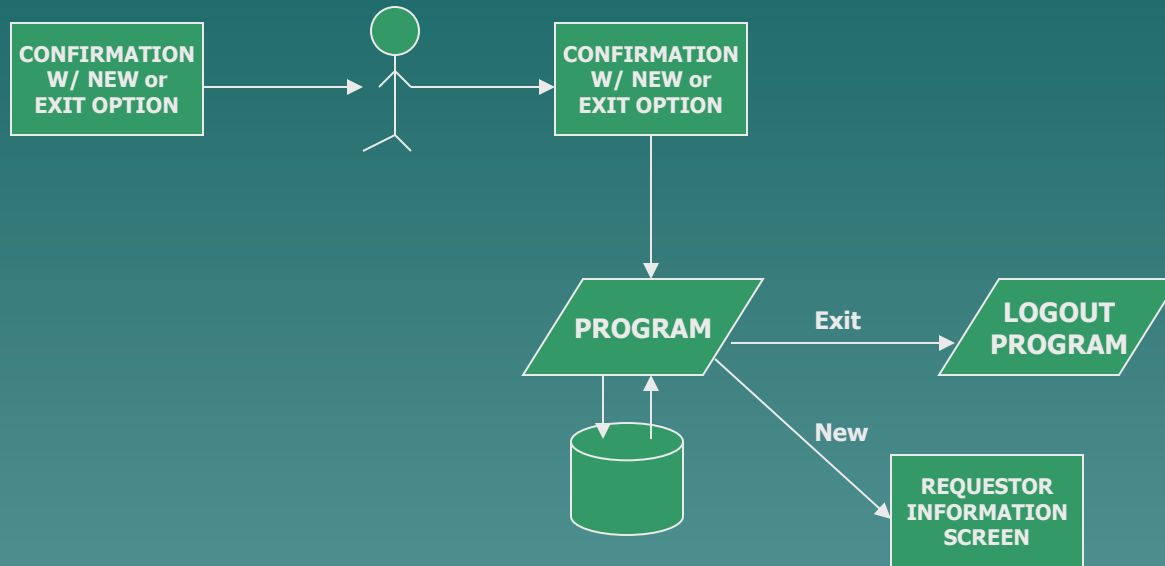 CONFIRMATION
W/ NEW or
EXIT OPTION
CONFIRMATION
W/ NEW or
EXIT OPTION
PROGRAM
Exit
LOGOUT
PROGRAM
New
REQUESTOR
INFORMATION
SCREEN